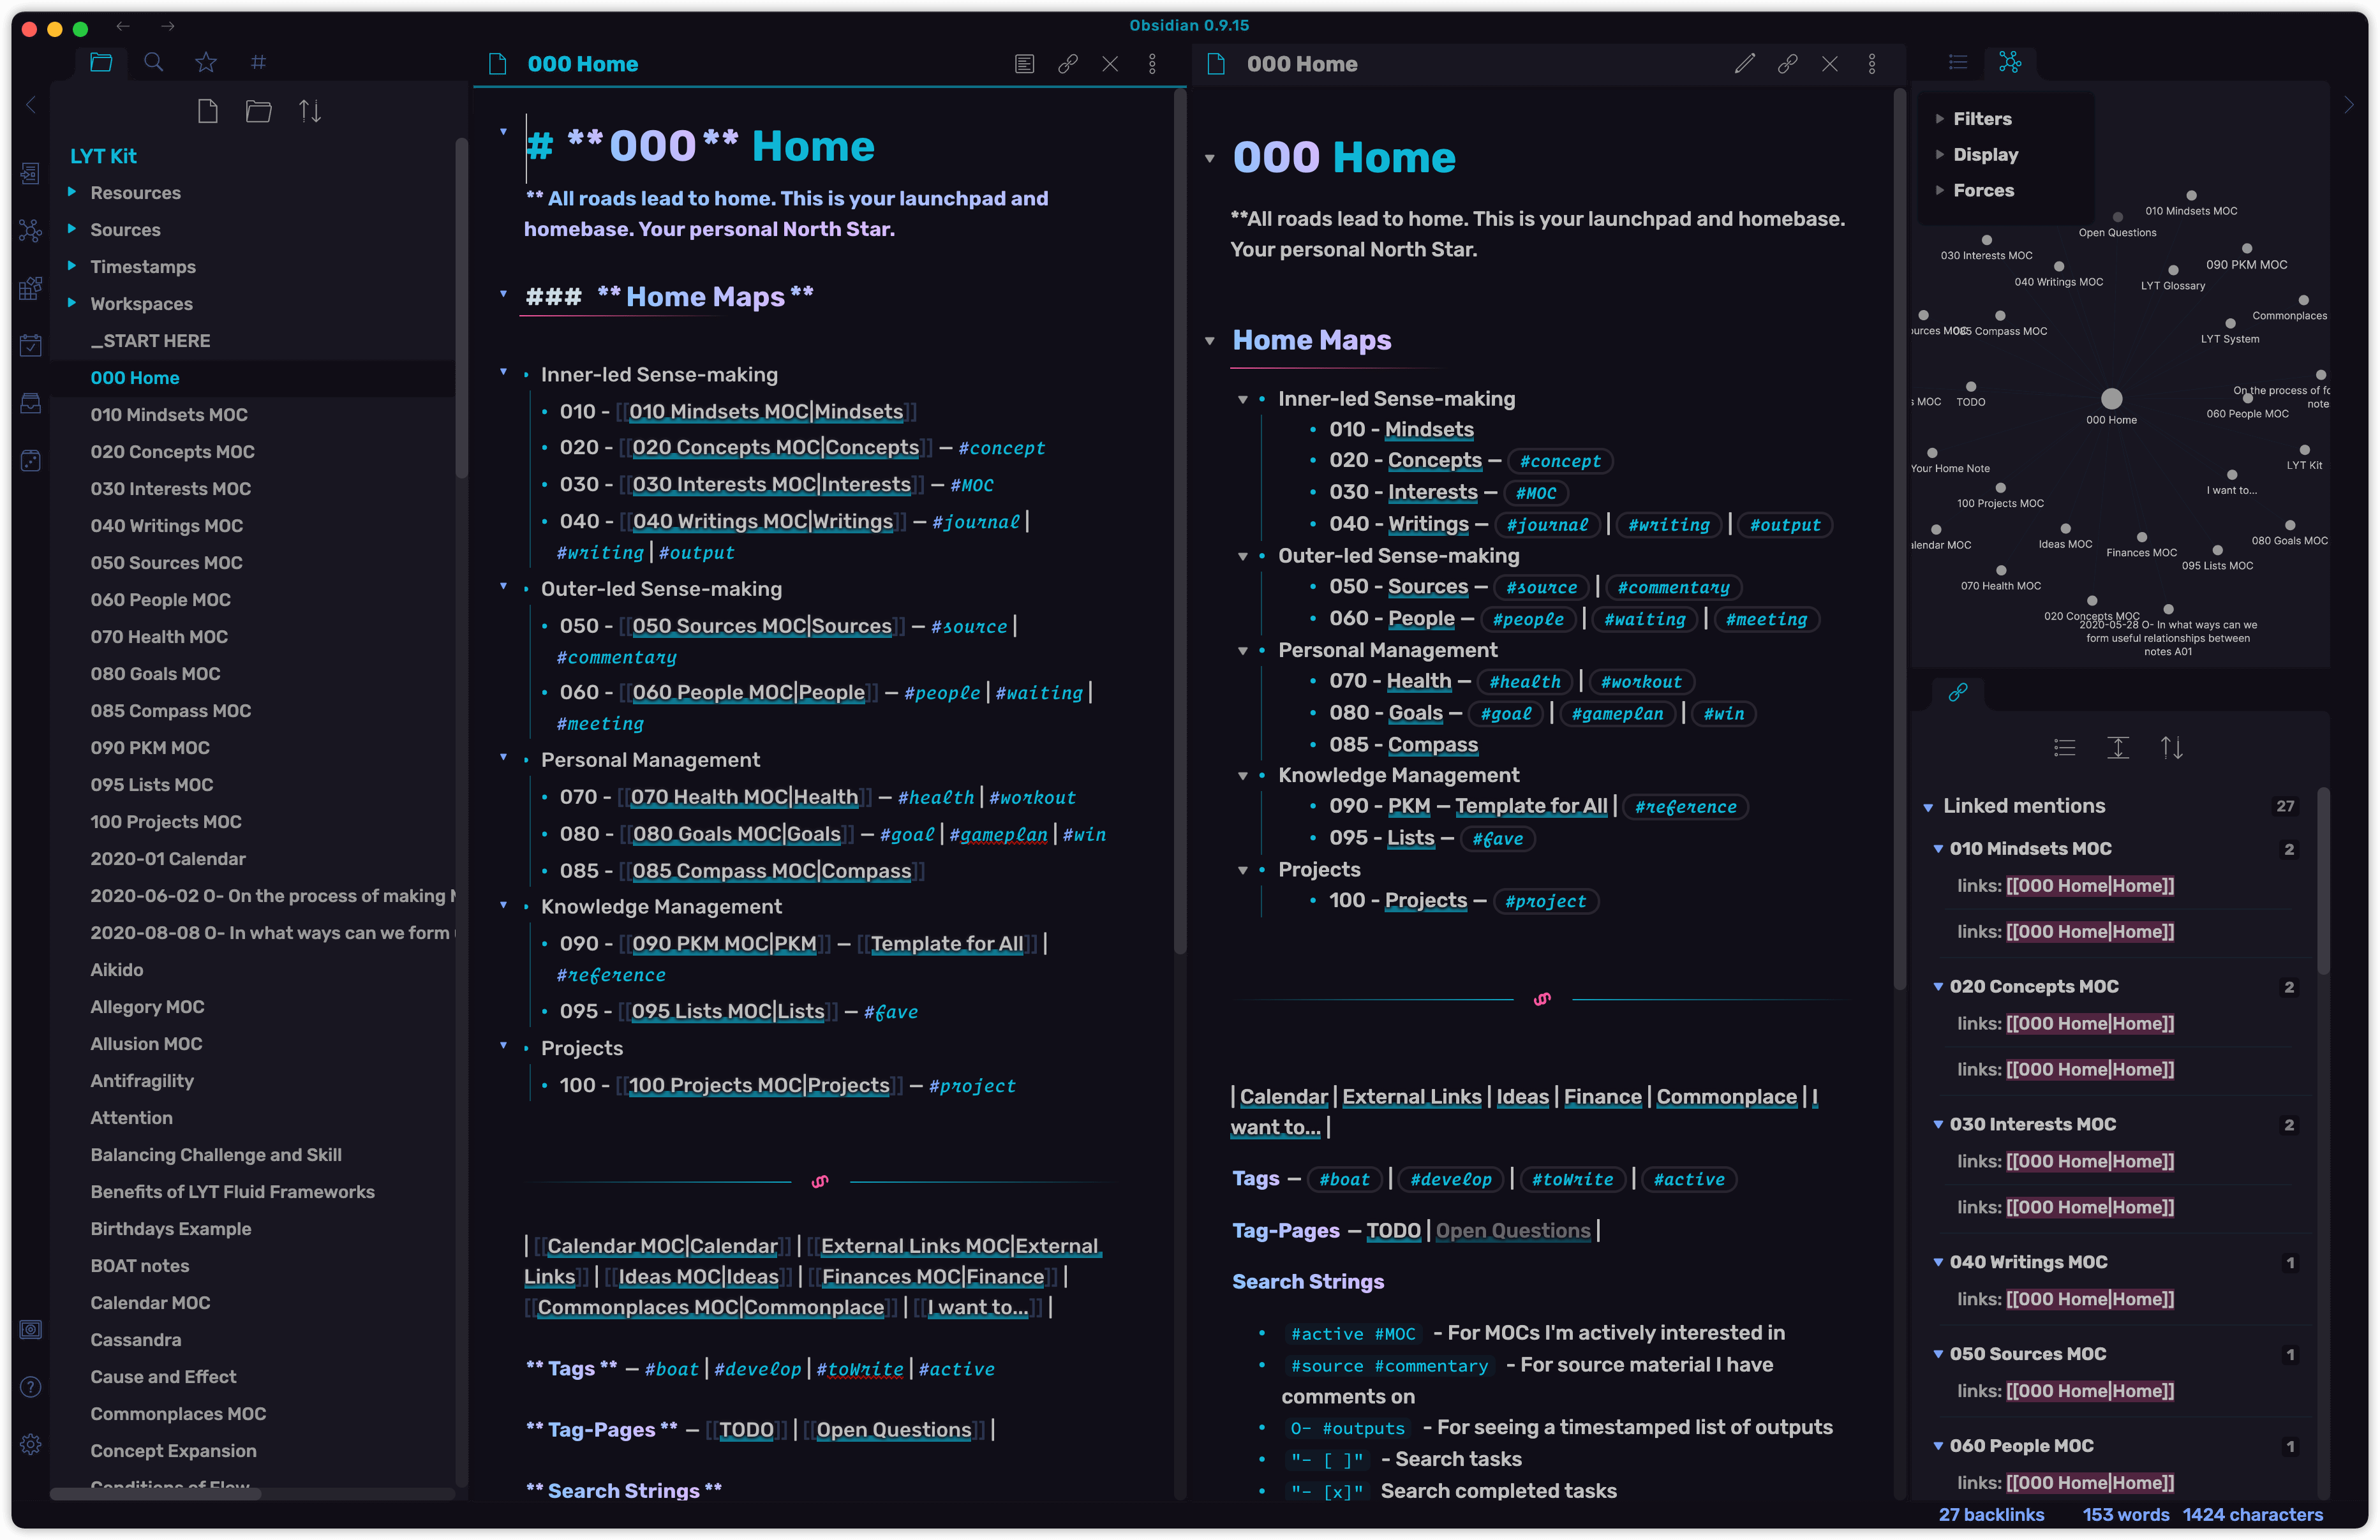 Obsidian 0.9.15
LYT Kit
Resources
Sources
Timestamps
Workspaces
_START HERE
000 Home
010 Mindsets MOC
020 Concepts MOC
030 Interests MOC
040 Writings MOC
050 Sources MOC
060 People MOC
070 Health MOC
080 Goals MOC
085 Compass MOC
090 PKM MOC
095 Lists MOC
100 Projects MOC
2020-01 Calendar
2020-06-02 O- On the process of making
2020-08-08 O- In what ways can we form
Aikido
Allegory MOC
Allusion MOC
Antifragility
Attention
Balancing Challenge and Skill
Benefits of LYT Fluid Frameworks
Birthdays Example
BOAT notes
Calendar MOC
Cassandra
Cause and Effect
Commonplaces MOC
Concept Expansion
Conditions of Flow
000 Home
# **000** Home
** All roads lead to home. This is your launchpad and
homebase. Your personal North Star.
### **Home Maps**
Inner-led Sense-making
010 - [[010 Mindsets MOC|Mindsets]]
020 - [[020 Concepts MOC|Concepts]] — #concept
030 - [[030 Interests MOC|Interests]] — #MOC
040 - [[040 Writings MOC|Writings]] — #journal |
#writing | #output
Outer-led Sense-making
050 - [[050 Sources MOC|Sources]] — #source |
#commentary
060 - [[060 People MOC|People]] — #people | #waiting |
#meeting
Personal Management
070 - [[070 Health MOC|Health]] — #health | #workout
080 - [[080 Goals MOC|Goals]] — #goal | #gameplan | #win
085 - [[085 Compass MOC|Compass]]
Knowledge Management
090 - [[090 PKM MOC|PKM]] — [[Template for All]] |
#reference
095 - [[095 Lists MOC|Lists]] — #fave
Projects
100 - [[100 Projects MOC|Projects]] — #project
| [[Calendar MOC|Calendar]] | [[External Links MOC|External
Links]] | [[Ideas MOC|Ideas]] | [[Finances MOC|Finance]] |
[[Commonplaces MOC|Commonplace]] | [[I want to...]] |
** Tags ** — #boat | #develop | #toWrite | #active
** Tag-Pages ** — [[TODO]] | [[Open Questions]] |
** Search Strings **
000 Home
000 Home
**All roads lead to home. This is your launchpad and homebase.
Your personal North Star.
Home Maps
Inner-led Sense-making
010 - Mindsets
020 - Concepts — #concept
030 - Interests — #MOC
040 - Writings — #journal | #writing | #output
Outer-led Sense-making
050 - Sources — #source | #commentary
060 - People — #people | #waiting | #meeting
Personal Management
070 - Health — #health | #workout
080 - Goals — #goal | #gameplan | #win
085 - Compass
Knowledge Management
090 - PKM — Template for All | #reference
095 - Lists — #fave
Projects
100 - Projects — #project
| Calendar | External Links | Ideas | Finance | Commonplace | I
want to... |
Tags — #boat | #develop | #toWrite | #active
Tag-Pages — TODO | Open Questions |
Search Strings
#active #MOC - For MOCs I'm actively interested in
#source #commentary - For source material I have
comments on
O- #outputs - For seeing a timestamped list of outputs
"- [ ]" - Search tasks
"- [x]" Search completed tasks
Filters
Display
Forces
010 Mindsets MOC
Open Questions
030 Interests MOC
090 PKM MOC
040 Writings MOC
LYT Glossary
Commonplaces
085 Compass MOC
LYT System
On the process of
note
s MOC
TODO
060 People MOC
000 Home
Your Home Note
LYT Kit
I want to...
100 Projects MOC
alendar MOC
Ideas MOC
Finances MOC
080 Goals MOC
095 Lists MOC
070 Health MOC
020 Concepts MOC
2020-05-28 O- In what ways can we
form useful relationships between
notes A01
Linked mentions 27
010 Mindsets MOC 2
links: [[000 Home|Home]]
links: [[000 Home|Home]]
020 Concepts MOC 2
links: [[000 Home|Home]]
links: [[000 Home|Home]]
030 Interests MOC 2
links: [[000 Home|Home]]
links: [[000 Home|Home]]
040 Writings MOC 1
links: [[000 Home|Home]]
050 Sources MOC 1
links: [[000 Home|Home]]
060 People MOC 1
links: [[000 Home|Home]]
27 backlinks 153 words 1424 characters